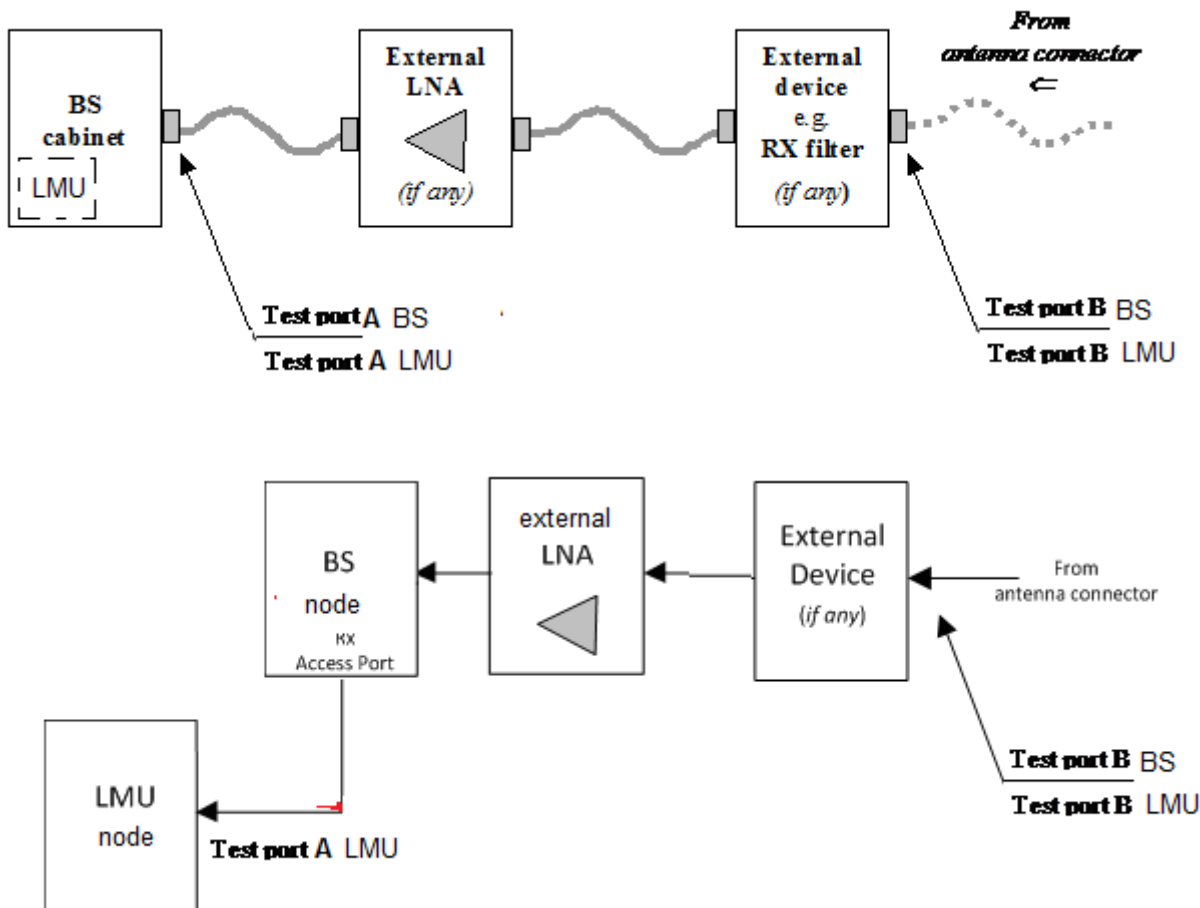 BS
cabinet
LMU
External
LNA
(if any)
External
device
e.g.
RX filter
(if any)
From
antenna connector
Test port A BS
Test port A LMU
Test port B BS
Test port B LMU
BS
node
RX
Access Port
external
LNA
External
Device
(if any)
From
antenna connector
Test port B BS
Test port B LMU
LMU
node
Test port A LMU